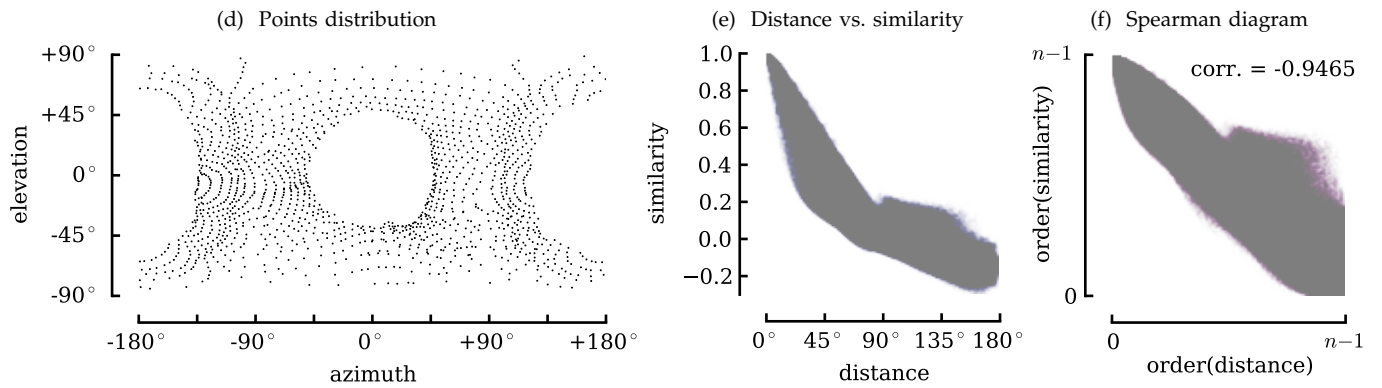 (d) Points distribution
+90°
+45°
0°
-45°
-90°
elevation
-180°
-90°
0°
+90°
+180°
azimuth
(e) Distance vs. similarity
1.0
0.8
0.6
0.4
0.2
0.0
−0.2
similarity
0°
45°
90°
135°
180°
distance
(f) Spearman diagram
n−1
corr. = -0.9465
order(similarity)
0
0
n−1
order(distance)